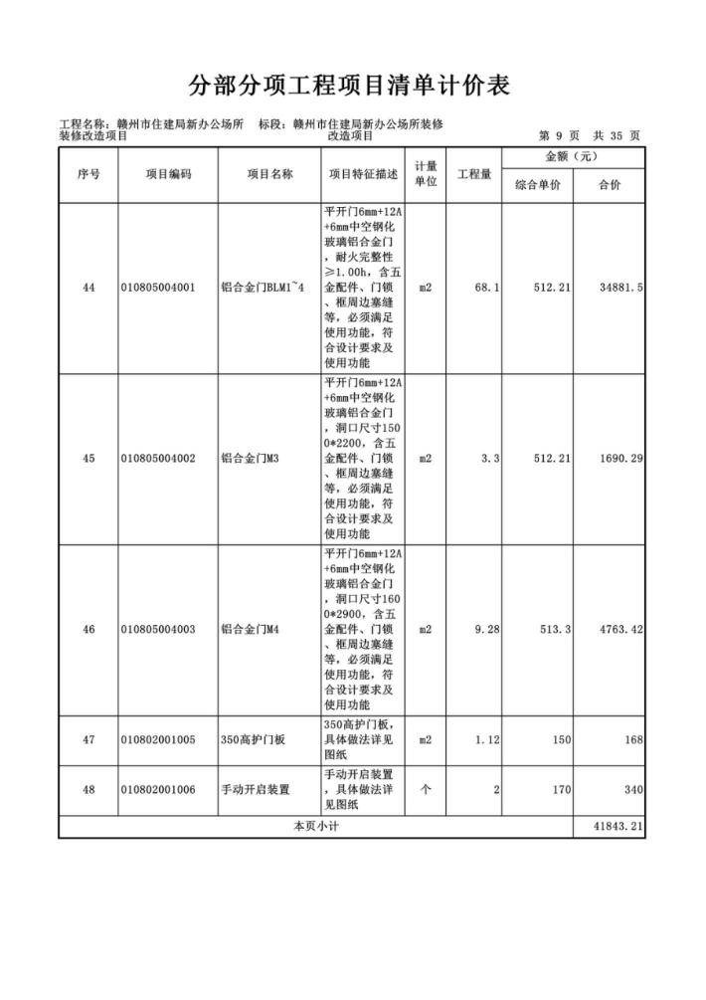 分部分项工程项目清单计价表
工程名称：赣州市住建局新办公场所 标段：赣州市住建局新办公场所装修
装修改造项目 改造项目 第 9 页 共 35 页
序号 项目编码 项目名称 项目特征描述 计量
单位 工程量 金额（元）
综合单价 合价
平开门6mm+12A
+6mm中空钢化
玻璃铝合金门
，耐火完整性
≥1.00h，含五
44 010805004001 铝合金门BLM1~4 金配件、门锁 m2 68.1 512.21 34881.5
、框周边塞缝
等，必须满足
使用功能，符
合设计要求及
使用功能
平开门6mm+12A
+6mm中空钢化
玻璃铝合金门
，洞口尺寸150
0*2200，含五
45 010805004002 铝合金门M3 金配件、门锁 m2 3.3 512.21 1690.29
、框周边塞缝
等，必须满足
使用功能，符
合设计要求及
使用功能
平开门6mm+12A
+6mm中空钢化
玻璃铝合金门
，洞口尺寸160
0*2900，含五
46 010805004003 铝合金门M4 金配件、门锁 m2 9.28 513.3 4763.42
、框周边塞缝
等，必须满足
使用功能，符
合设计要求及
使用功能
350高护门板，
47 010802001005 350高护门板 具体做法详见 m2 1.12 150 168
图纸
手动开启装置
48 010802001006 手动开启装置 ，具体做法详 个 2 170 340
见图纸
本页小计 41843.21